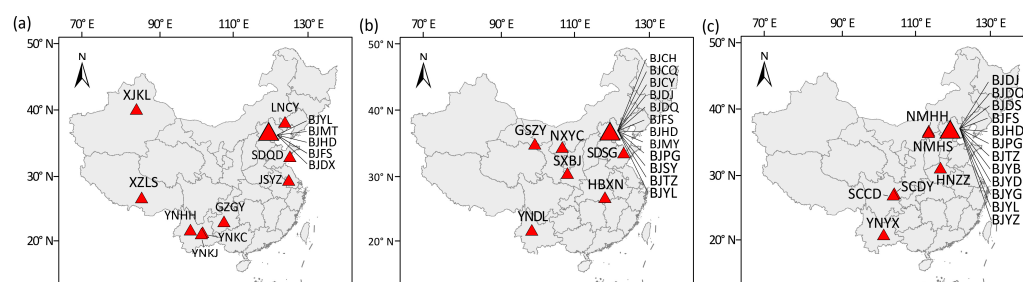 (a)
70° E
90° E
110° E
130° E
50° N
40° N
30° N
20° N
N
XJKL
LNCY
BJYL
BJMT
BJHD
BJFS
BJDX
SDQD
JSYZ
XZLS
GZGY
YNHH
YNKC
YNKJ
(b)
70° E
90° E
110° E
130° E
50° N
40° N
30° N
20° N
N
BJCH
BJCQ
BJCY
BJDJ
BJDQ
BJFS
BJHD
BJMY
BJPG
BJSY
BJTZ
BJYL
GSZY
NXYC
SDSG
SXBJ
HBXN
YNDL
(c)
70° E
90° E
110° E
130° E
50° N
40° N
30° N
20° N
N
BJDJ
BJDQ
BJDS
BJFS
BJHD
BJPG
BJTZ
BJYB
BJYD
BJYG
BJYL
BJYZ
NMHH
NMHS
HNZZ
SCCD
SCDY
YNYX